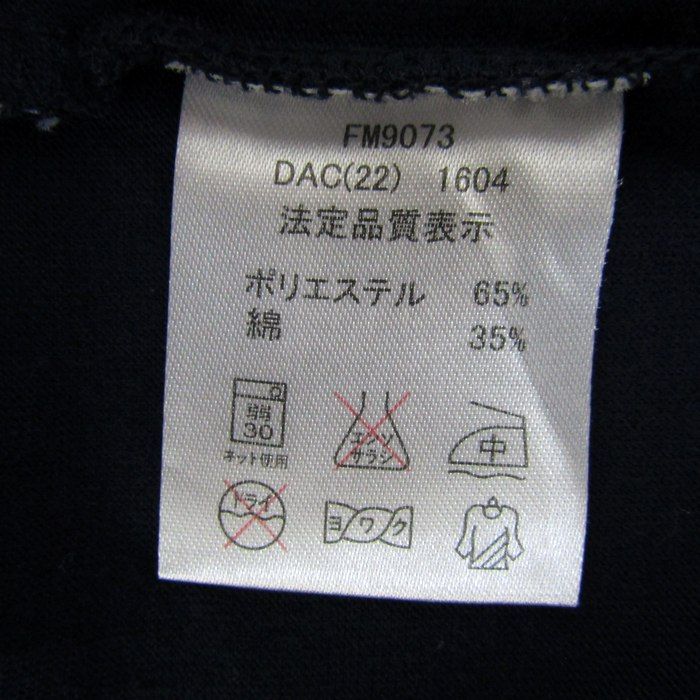 FM9073
DAC(22) 1604
法定品質表示
ポリエステル 65%
綿 35%
弱
30
ネット使用
エンソ
サラシ
中
ドライ
ヨワク